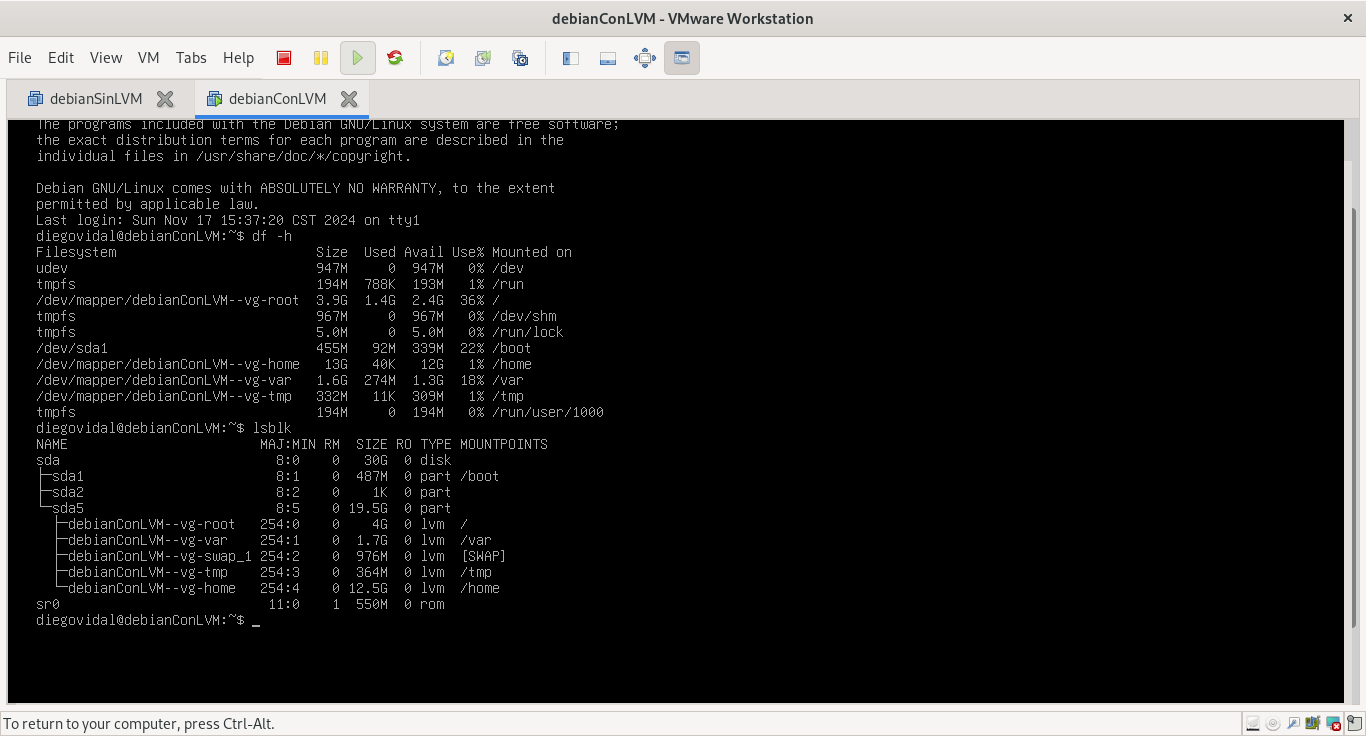 debianConLVM - VMware Workstation
File Edit View VM Tabs Help
debianSinLVM debianConLVM
The programs included with the Debian GNU/Linux system are free software;
the exact distribution terms for each program are described in the
individual files in /usr/share/doc/*/copyright.
Debian GNU/Linux comes with ABSOLUTELY NO WARRANTY, to the extent
permitted by applicable law.
Last login: Sun Nov 17 15:37:20 CST 2024 on tty1
diegovidal@debianConLVM:~$ df -h
Filesystem                         Size  Used Avail Use% Mounted on
udev                               947M     0  947M   0% /dev
tmpfs                              194M  788K  193M   1% /run
/dev/mapper/debianConLVM--vg-root  3.9G  1.4G  2.4G  36% /
tmpfs                              967M     0  967M   0% /dev/shm
tmpfs                              5.0M     0  5.0M   0% /run/lock
/dev/sda1                          455M   92M  339M  22% /boot
/dev/mapper/debianConLVM--vg-home   13G   40K   12G   1% /home
/dev/mapper/debianConLVM--vg-var   1.6G  274M  1.3G  18% /var
/dev/mapper/debianConLVM--vg-tmp   332M   11K  309M   1% /tmp
tmpfs                              194M     0  194M   0% /run/user/1000
diegovidal@debianConLVM:~$ lsblk
NAME                        MAJ:MIN RM  SIZE RO TYPE MOUNTPOINTS
sda                           8:0    0   30G  0 disk
├─sda1                        8:1    0  487M  0 part /boot
├─sda2                        8:2    0    1K  0 part
└─sda5                        8:5    0 19.5G  0 part
  ├─debianConLVM--vg-root   254:0    0    4G  0 lvm  /
  ├─debianConLVM--vg-var    254:1    0  1.7G  0 lvm  /var
  ├─debianConLVM--vg-swap_1 254:2    0  976M  0 lvm  [SWAP]
  ├─debianConLVM--vg-tmp    254:3    0  364M  0 lvm  /tmp
  └─debianConLVM--vg-home   254:4    0 12.5G  0 lvm  /home
sr0                          11:0    1  550M  0 rom
diegovidal@debianConLVM:~$ _
To return to your computer, press Ctrl-Alt.